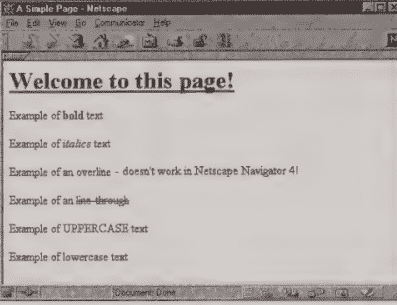 A Simple Page - Netscape
File Edit View Go Communicator Help
Welcome to this page!
Example of bold text
Example of italics text
Example of an overline - doesn't work in Netscape Navigator 4!
Example of an line-through
Example of UPPERCASE text
Example of lowercase text
Document: Done